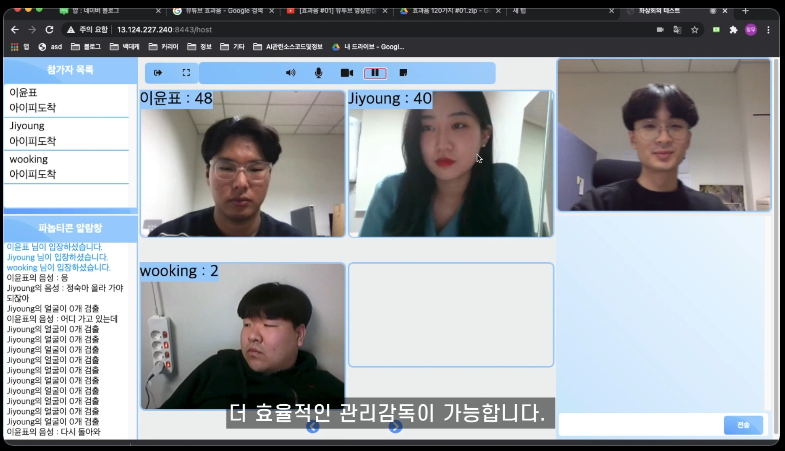 앱 : 네이버 블로그
유튜브 효과음 - Google 검색
[효과음 #01] 유튜브 영상편집
효과음 120가지 #01.zip - G
새 탭
화상회의 테스트
주의 요함
13.124.227.240:8443/host
앱
asd
블로그
백데게
커리어
정보
기타
AI관련소스코드및정보
내 드라이브 - Googl...
참가자 목록
이윤표
아이피도착
Jiyoung
아이피도착
wooking
아이피도착
파놉티콘 알람창
이윤표 님이 입장하셨습니다.
Jiyoung 님이 입장하셨습니다.
wooking 님이 입장하셨습니다.
이윤표의 음성 : 응
Jiyoung의 음성 : 정숙아 올라 가야
되잖아
Jiyoung의 얼굴이 0개 검출
이윤표의 음성 : 어디 가고 있는데
Jiyoung의 얼굴이 0개 검출
Jiyoung의 얼굴이 0개 검출
Jiyoung의 얼굴이 0개 검출
Jiyoung의 얼굴이 0개 검출
Jiyoung의 얼굴이 0개 검출
Jiyoung의 얼굴이 0개 검출
Jiyoung의 얼굴이 0개 검출
Jiyoung의 얼굴이 0개 검출
Jiyoung의 얼굴이 0개 검출
Jiyoung의 얼굴이 0개 검출
이윤표의 음성 : 다시 돌아와
이윤표 : 48
Jiyoung : 40
wooking : 2
더 효율적인 관리감독이 가능합니다.
전송